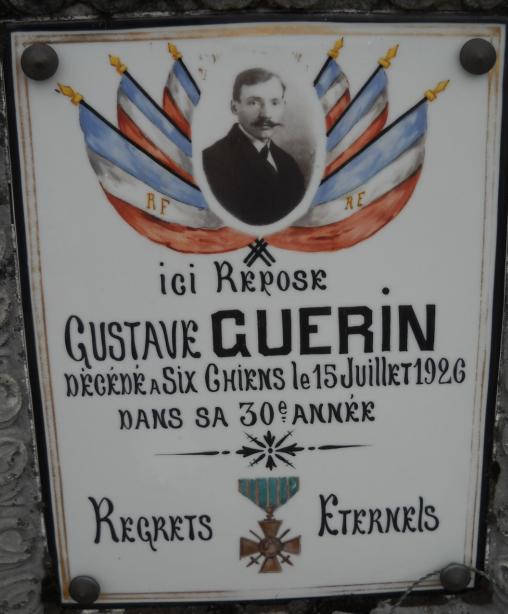 RF RF
ici REPOSE
GUSTAVE GUERIN
DÉCÉDÉ A SIX CHIENS le 15 JUILLET 1926
DANS SA 30e ANNÉE
REGRETS ETERNELS